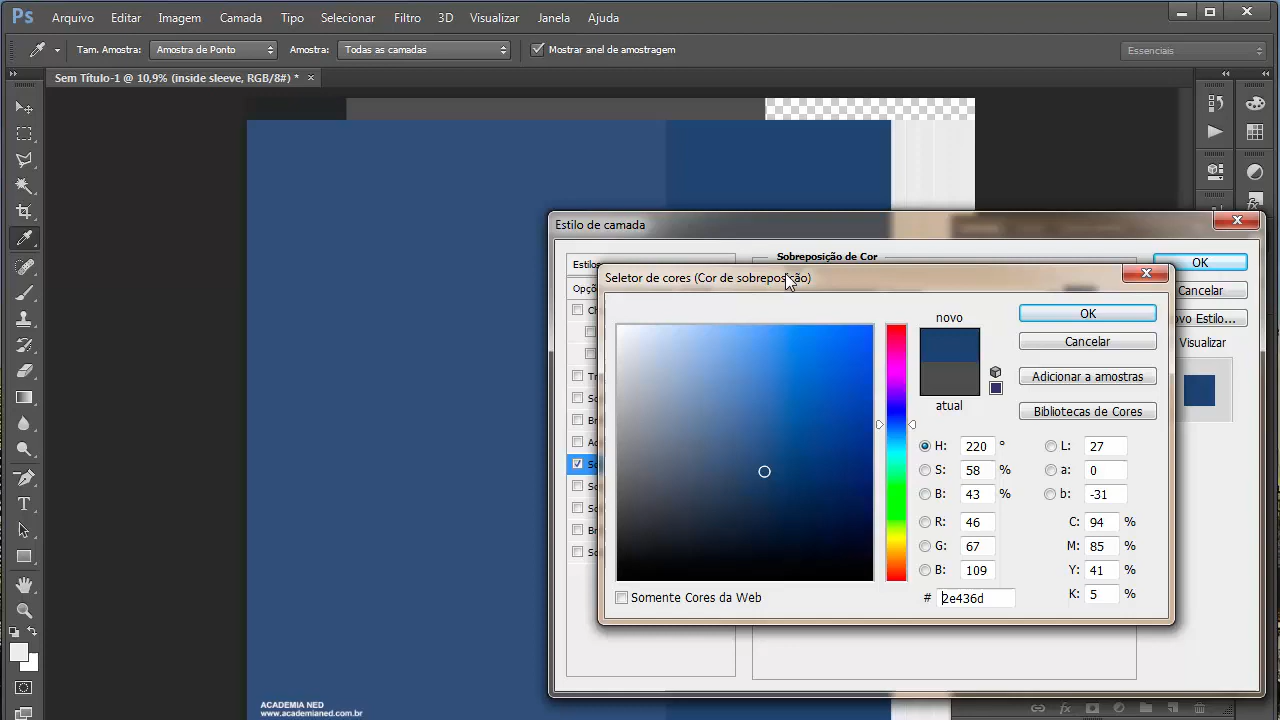 Ps Arquivo Editar Imagem Camada Tipo Selecionar Filtro 3D Visualizar Janela Ajuda
Tam. Amostra: Amostra de Ponto Amostra: Todas as camadas Mostrar anel de amostragem Essenciais
Sem Título-1 @ 10,9% (inside sleeve, RGB/8#) * ×
Estilo de camada
Estilos
Sobreposição de Cor
OK
Opçõ
Cancelar
Novo Estilo...
Visualizar
Seletor de cores (Cor de sobreposição)
novo
atual
OK
Cancelar
Adicionar a amostras
Bibliotecas de Cores
H: 220 ° L: 27
S: 58 % a: 0
B: 43 % b: -31
R: 46 C: 94 %
G: 67 M: 85 %
B: 109 Y: 41 %
# 2e436d K: 5 %
Somente Cores da Web
T
ACADEMIA NED
www.academianed.com.br